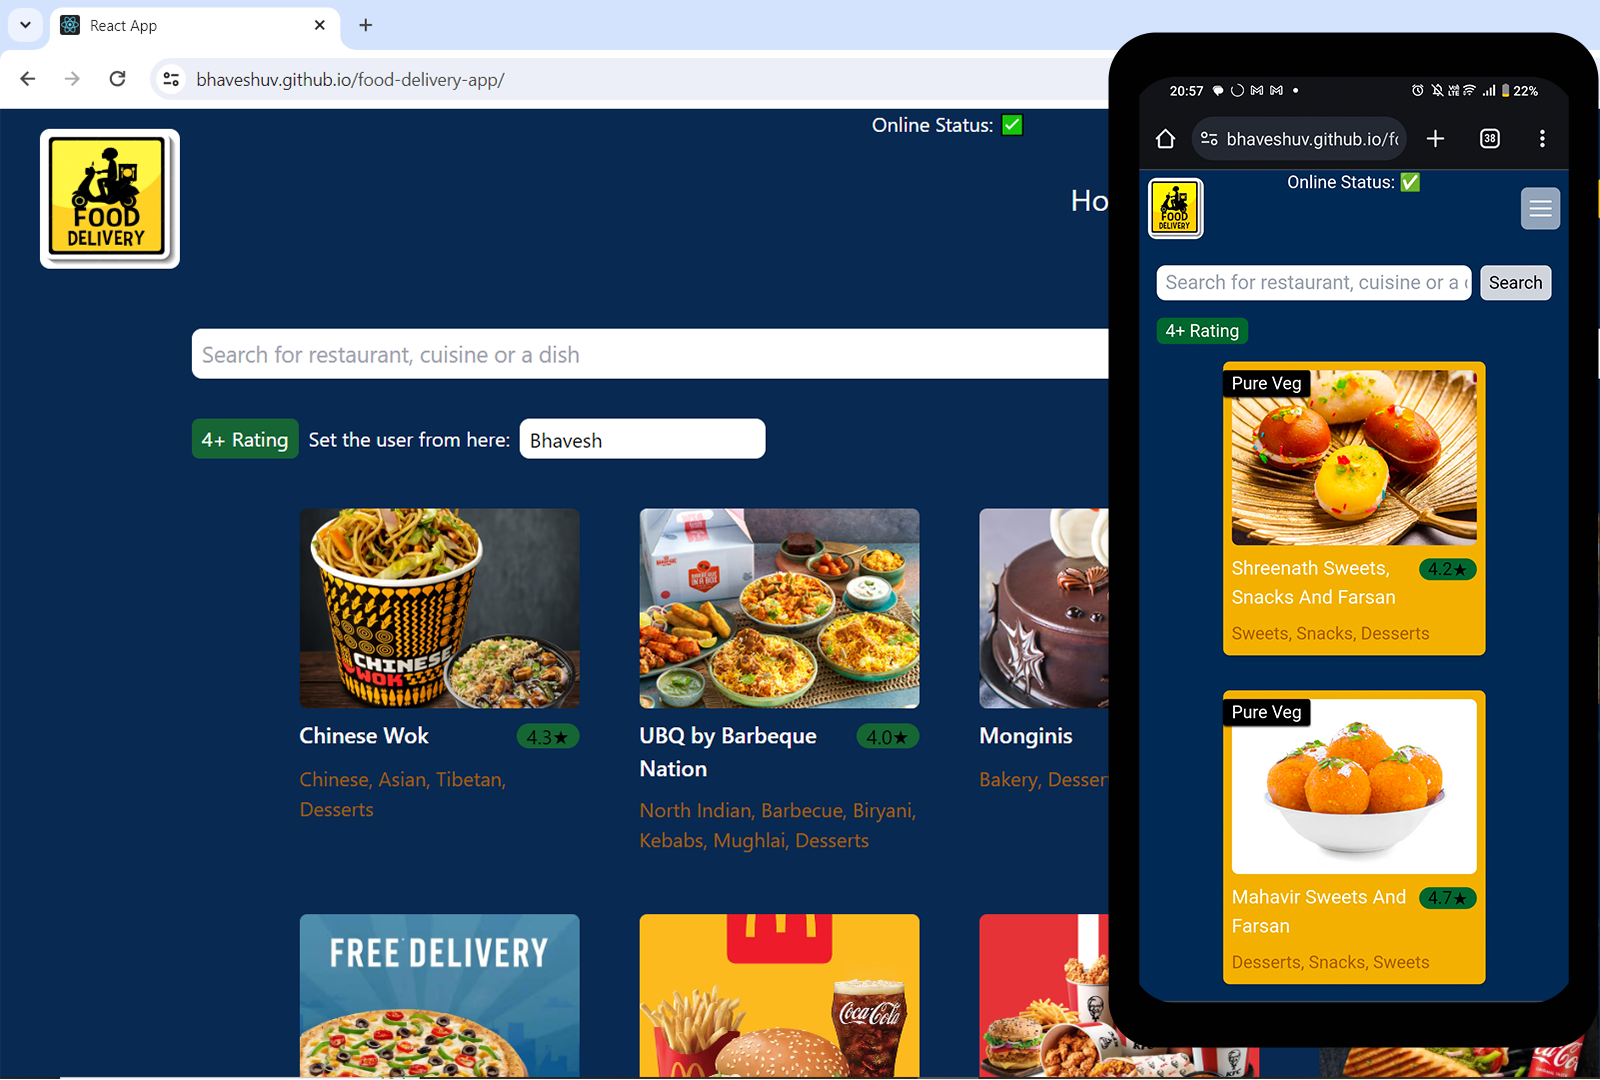 React App
bhaveshuv.github.io/food-delivery-app/
Online Status: ✅
FOOD
DELIVERY
Ho
Search for restaurant, cuisine or a dish
4+ Rating Set the user from here: Bhavesh
CHINESE
WOK
Chinese Wok 4.3★
Chinese, Asian, Tibetan,
Desserts
UBQ by Barbeque
Nation
4.0★
North Indian, Barbecue, Biryani,
Kebabs, Mughlai, Desserts
Monginis
Bakery, Dessert
FREE DELIVERY
Coca-Cola
KFC
20:57 22%
bhaveshuv.github.io/fo
38
Online Status: ✅
FOOD
DELIVERY
Search for restaurant, cuisine or a d
Search
4+ Rating
Pure Veg
Shreenath Sweets,
Snacks And Farsan
4.2★
Sweets, Snacks, Desserts
Pure Veg
Mahavir Sweets And
Farsan
4.7★
Desserts, Snacks, Sweets